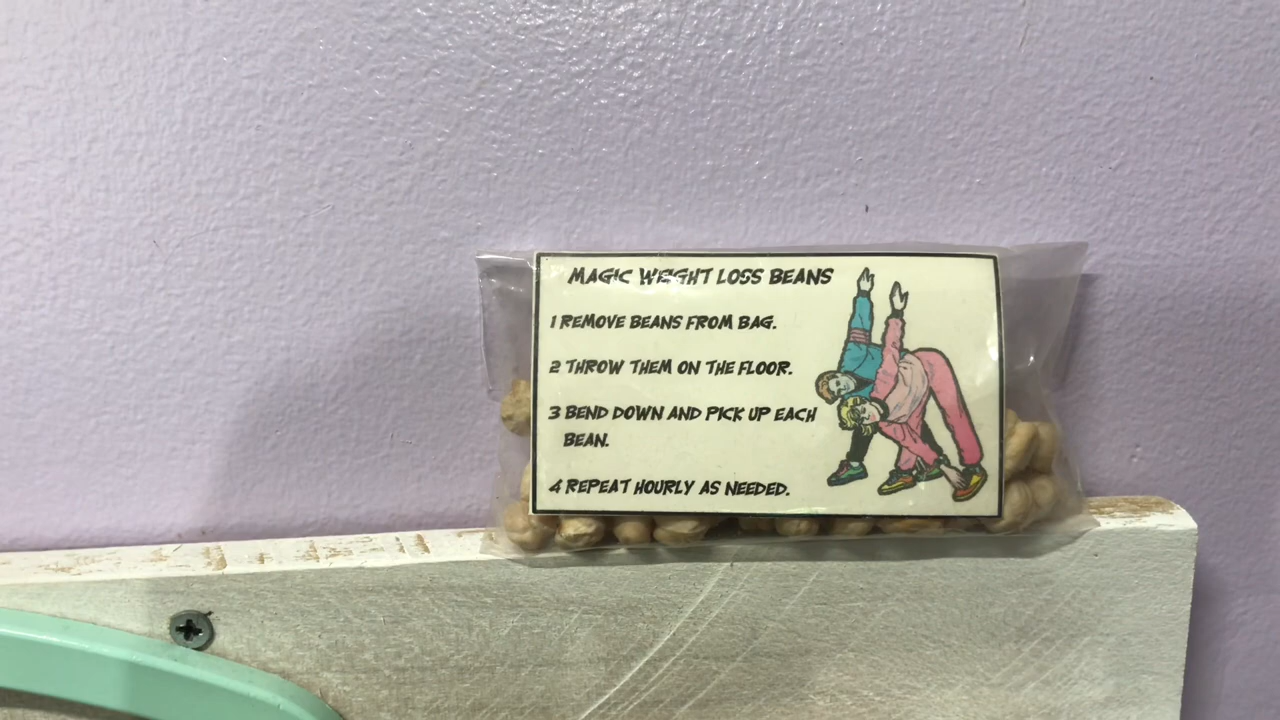 MAGIC WEIGHT LOSS BEANS
1 REMOVE BEANS FROM BAG.
2 THROW THEM ON THE FLOOR.
3 BEND DOWN AND PICK UP EACH
BEAN.
4 REPEAT HOURLY AS NEEDED.